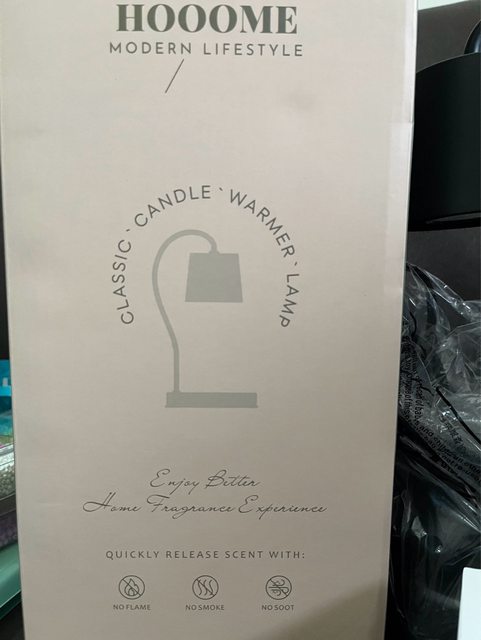 HOOOME
MODERN LIFESTYLE
CLASSIC · CANDLE · WARMER · LAMP
Enjoy Better
Home Fragrance Experience
QUICKLY RELEASE SCENT WITH:
NO FLAME
NO SMOKE
NO SOOT